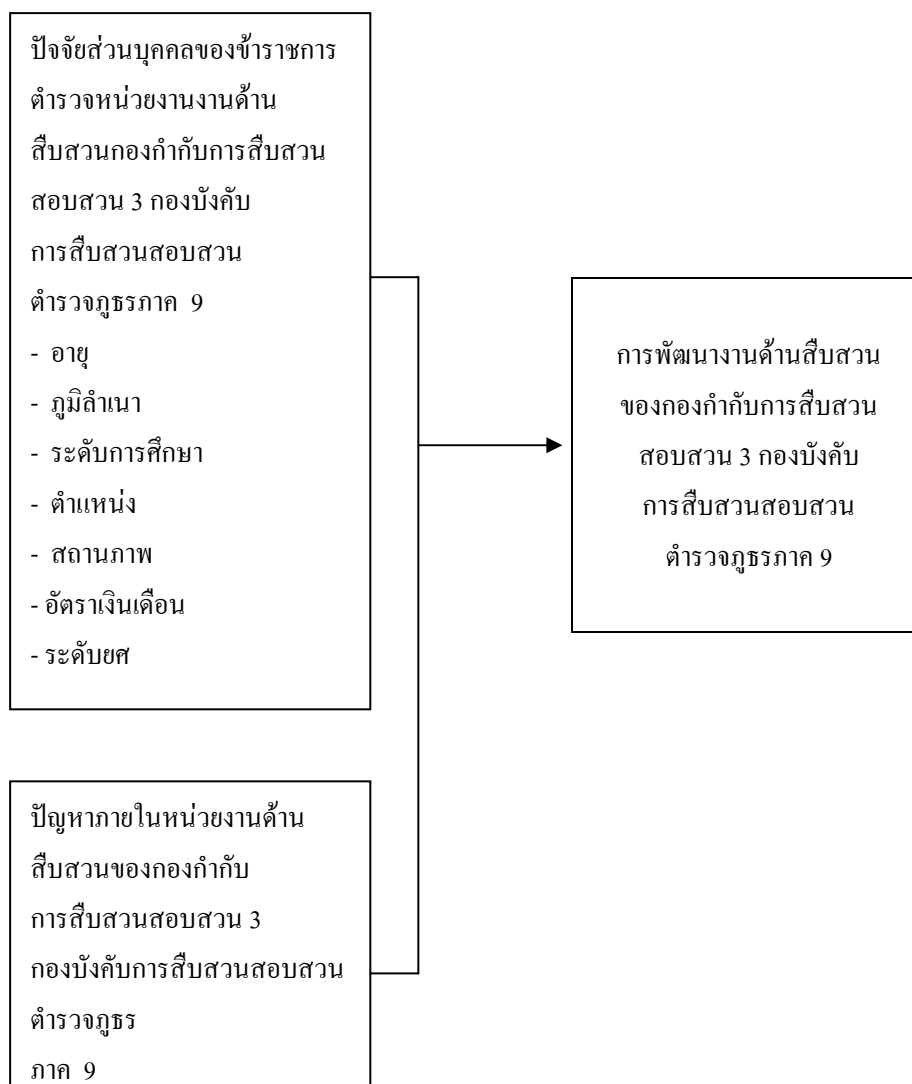 ปัจจัยส่วนบุคคลของข้าราชการ
ตำรวจหน่วยงานงานด้าน
สืบสวนกองกำกับการสืบสวน
สอบสวน 3 กองบังคับ
การสืบสวนสอบสวน
ตำรวจภูธรภาค 9
- อายุ
- ภูมิลำเนา
- ระดับการศึกษา
- ตำแหน่ง
- สถานภาพ
- อัตราเงินเดือน
- ระดับยศ
ปัญหาภายในหน่วยงานด้าน
สืบสวนของกองกำกับ
การสืบสวนสอบสวน 3
กองบังคับการสืบสวนสอบสวน
ตำรวจภูธร
ภาค 9
การพัฒนางานด้านสืบสวน
ของกองกำกับการสืบสวน
สอบสวน 3 กองบังคับ
การสืบสวนสอบสวน
ตำรวจภูธรภาค 9